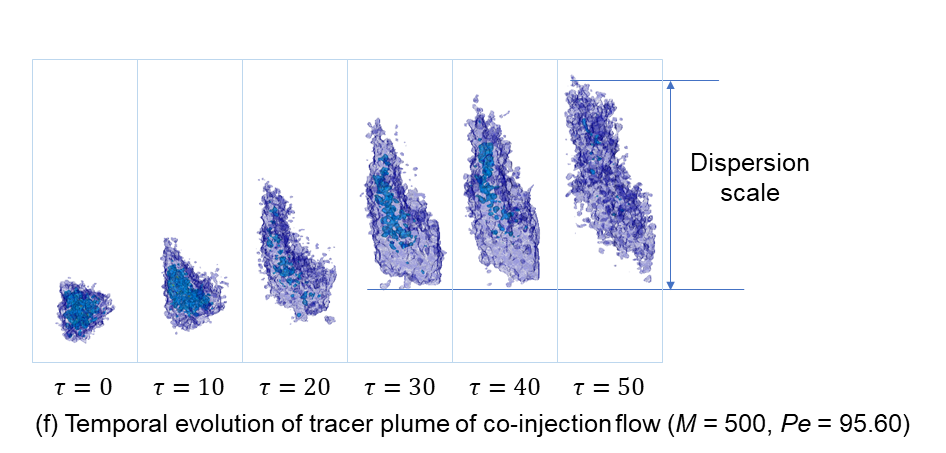 Dispersion
scale
τ = 0 τ = 10 τ = 20 τ = 30 τ = 40 τ = 50
(f) Temporal evolution of tracer plume of co-injection flow (M = 500, Pe = 95.60)